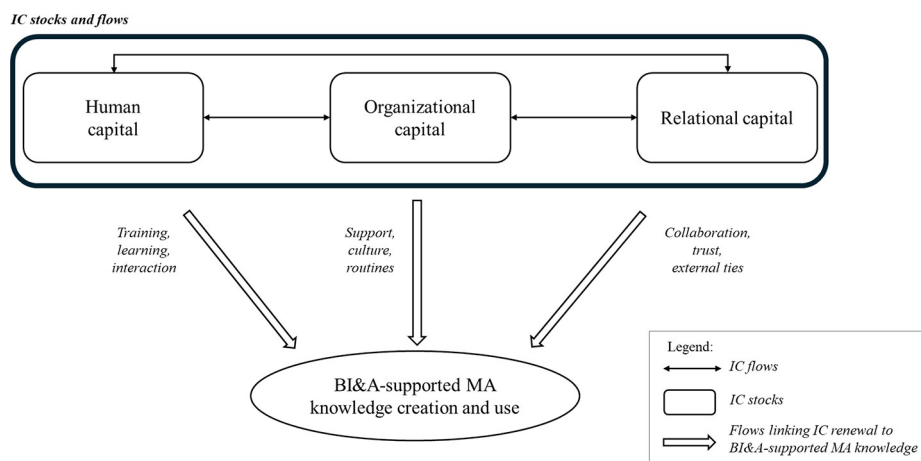 IC stocks and flows
Human
capital
Organizational
capital
Relational capital
Training,
learning,
interaction
Support,
culture,
routines
Collaboration,
trust,
external ties
BI&A-supported MA
knowledge creation and use
Legend:
IC flows
IC stocks
Flows linking IC renewal to
BI&A-supported MA knowledge